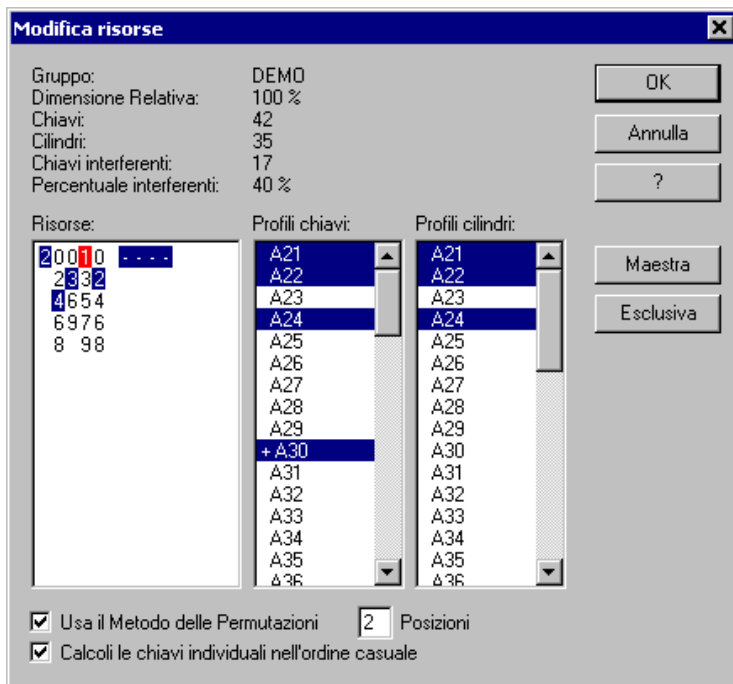 Modifica risorse
Gruppo: DEMO
Dimensione Relativa: 100 %
Chiavi: 42
Cilindri: 35
Chiavi interferenti: 17
Percentuale interferenti: 40 %
OK
Annulla
?
Maestra
Esclusiva
Risorse:
20010 - - - -
2332
4654
6976
8 98
Profili chiavi:
A21
A22
A23
A24
A25
A26
A27
A28
A29
+ A30
A31
A32
A33
A34
A35
A36
Profili cilindri:
A21
A22
A23
A24
A25
A26
A27
A28
A29
A30
A31
A32
A33
A34
A35
A36
Usa il Metodo delle Permutazioni 2 Posizioni
Calcoli le chiavi individuali nell'ordine casuale